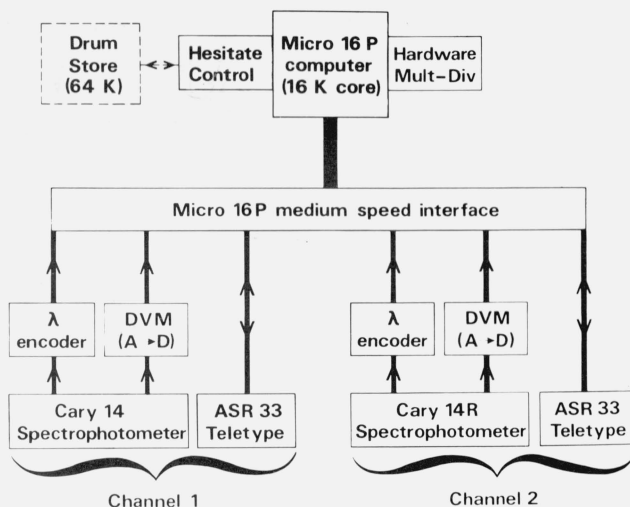 Drum
Store
(64 K)
Hesitate
Control
Micro 16 P
computer
(16 K core)
Hardware
Mult-Div
Micro 16P medium speed interface
λ
encoder
DVM
(A ▸D)
λ
encoder
DVM
(A ▸D)
Cary 14
Spectrophotometer
ASR 33
Teletype
Cary 14R
Spectrophotometer
ASR 33
Teletype
Channel 1
Channel 2